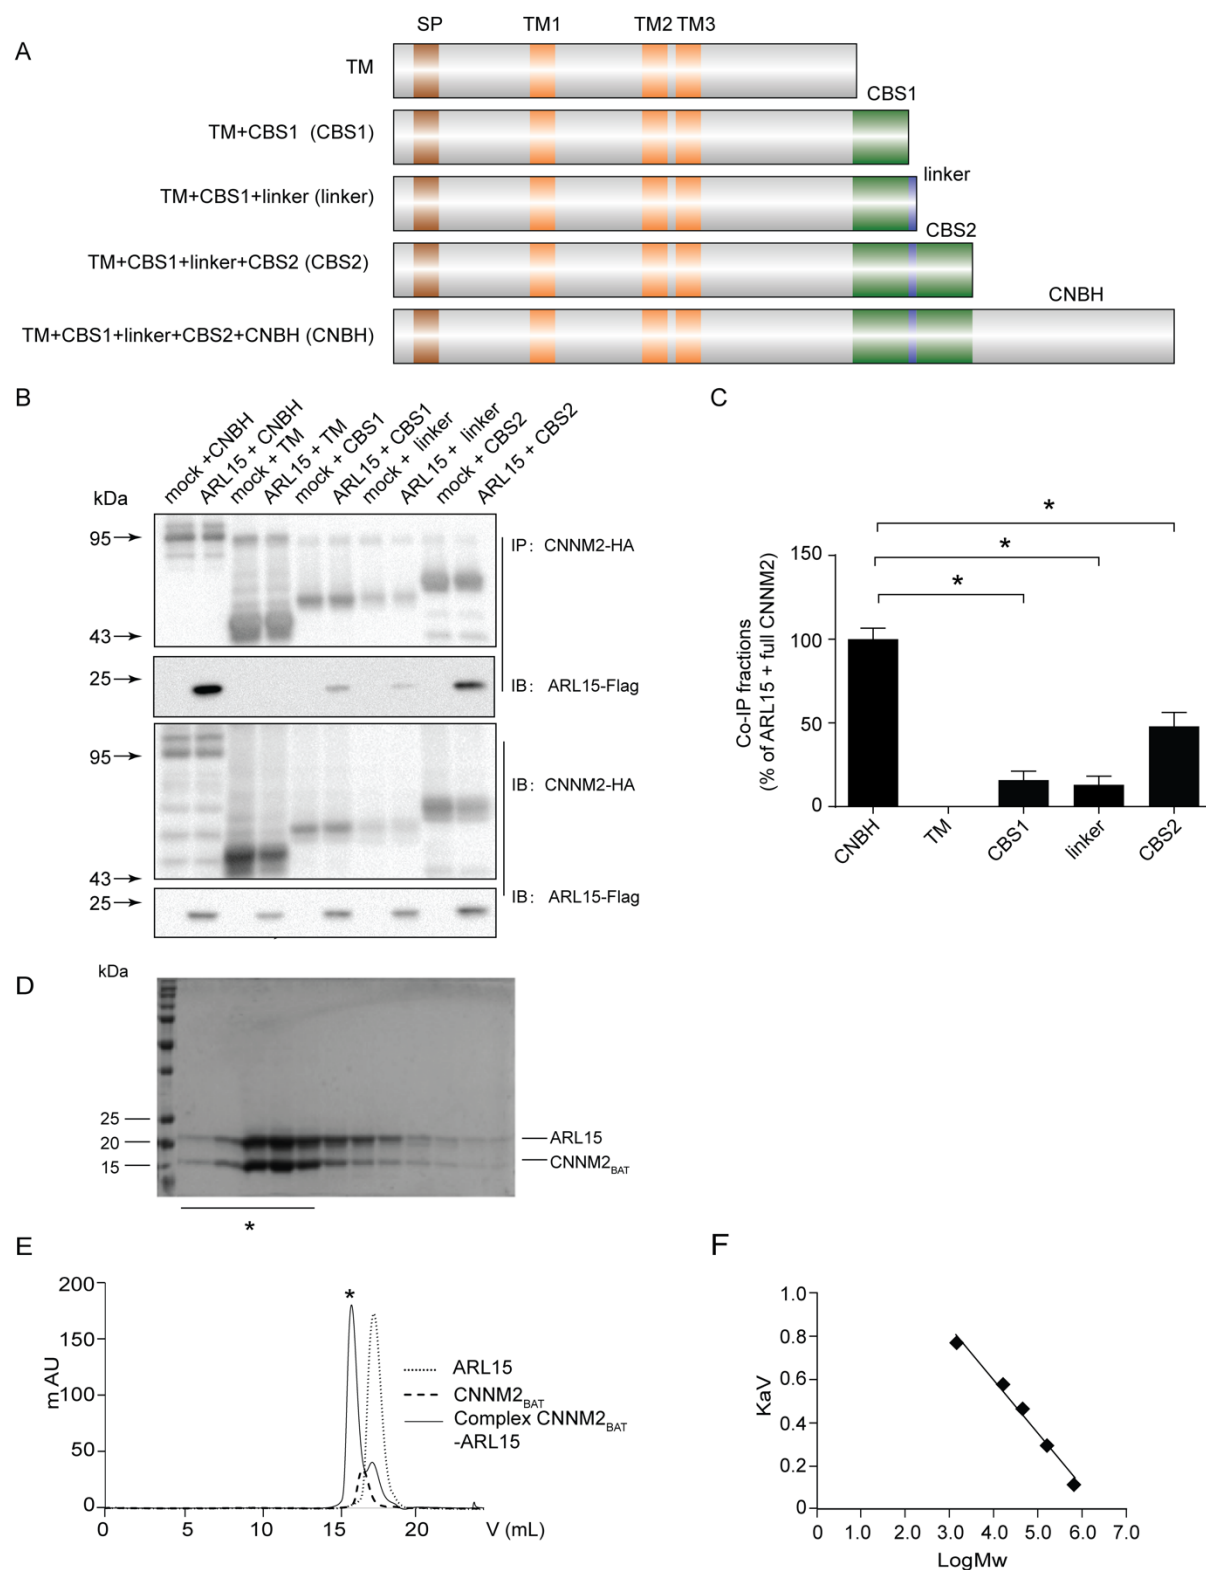 A
SP TM1 TM2 TM3
TM
CBS1
TM+CBS1 (CBS1)
linker
TM+CBS1+linker (linker)
CBS2
TM+CBS1+linker+CBS2 (CBS2)
CNBH
TM+CBS1+linker+CBS2+CNBH (CNBH)
B
mock +CNBH
ARL15 + CNBH
mock + TM
ARL15 + TM
mock + CBS1
ARL15 + CBS1
mock + linker
ARL15 + linker
mock + CBS2
ARL15 + CBS2
kDa
95
IP: CNNM2-HA
43
25
IB: ARL15-Flag
95
IB: CNNM2-HA
43
25
IB: ARL15-Flag
C
*
*
*
150
100
50
0
Co-IP fractions
(% of ARL15 + full CNNM2)
CNBH
TM
CBS1
linker
CBS2
D
kDa
25
20
15
ARL15
CNNM2BAT
*
E
200
150
100
50
0
m AU
*
ARL15
CNNM2BAT
Complex CNNM2BAT
-ARL15
0 5 10 15 20 V (mL)
F
1.0
0.8
0.6
0.4
0.2
0
KaV
0 1.0 2.0 3.0 4.0 5.0 6.0 7.0
LogMw